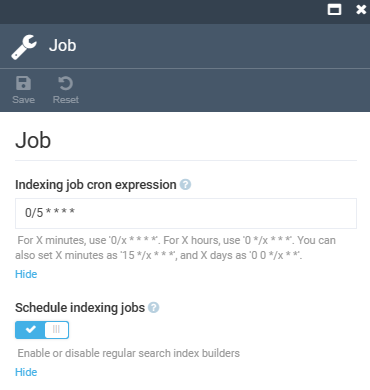 Job
Save Reset
Job
Indexing job cron expression
0/5 * * * *
For X minutes, use '0/x * * * *'. For X hours, use '0 */x * * *'. You can
also set X minutes as '15 */x * * *', and X days as '0 0 */x * *'.
Hide
Schedule indexing jobs
Enable or disable regular search index builders
Hide